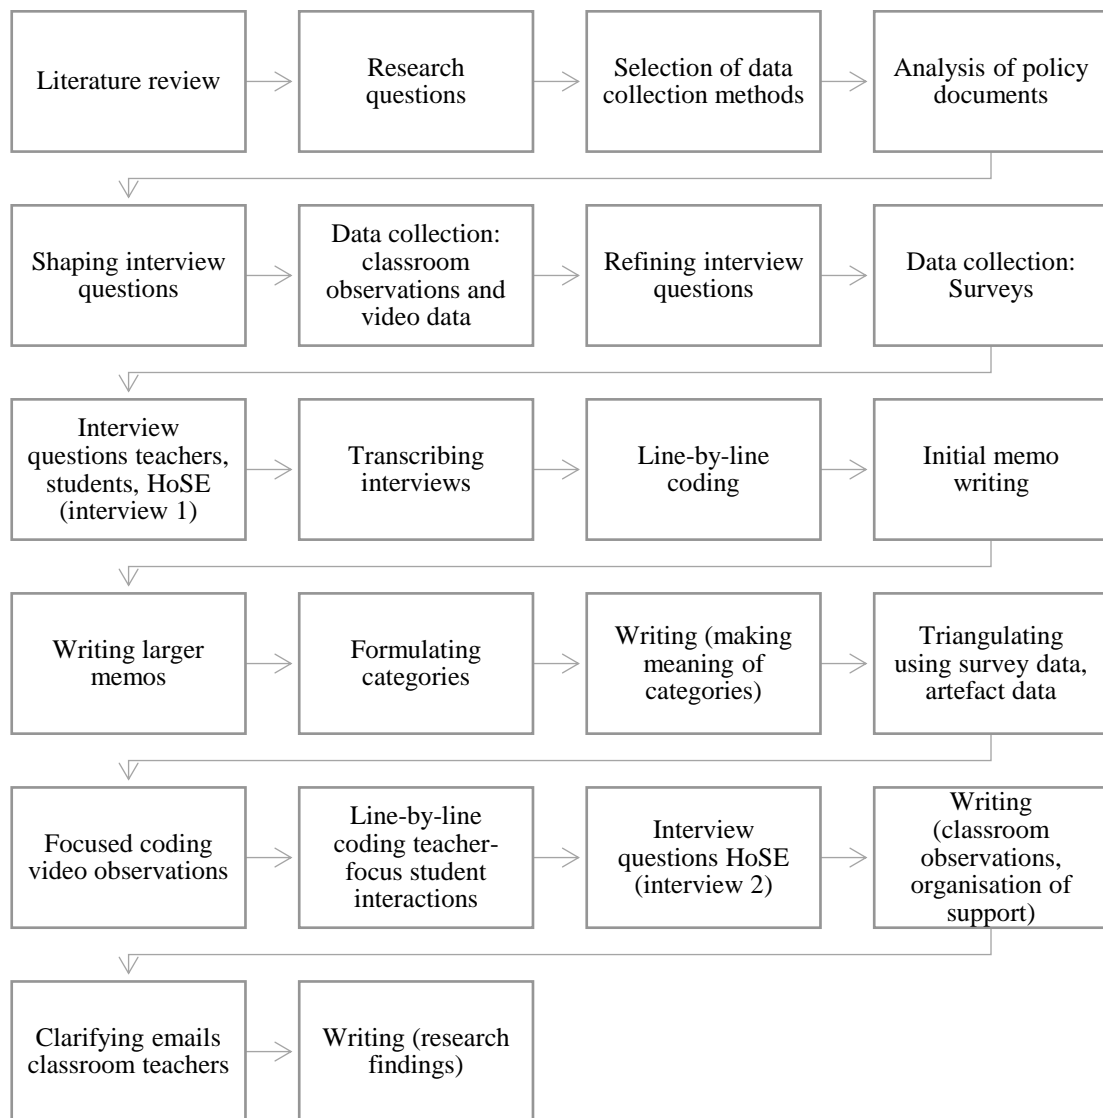 Literature review
Research
questions
Selection of data
collection methods
Analysis of policy
documents
Shaping interview
questions
Data collection:
classroom
observations and
video data
Refining interview
questions
Data collection:
Surveys
Interview
questions teachers,
students, HoSE
(interview 1)
Transcribing
interviews
Line-by-line
coding
Initial memo
writing
Writing larger
memos
Formulating
categories
Writing (making
meaning of
categories)
Triangulating
using survey data,
artefact data
Focused coding
video observations
Line-by-line
coding teacher-
focus student
interactions
Interview
questions HoSE
(interview 2)
Writing
(classroom
observations,
organisation of
support)
Clarifying emails
classroom teachers
Writing (research
findings)